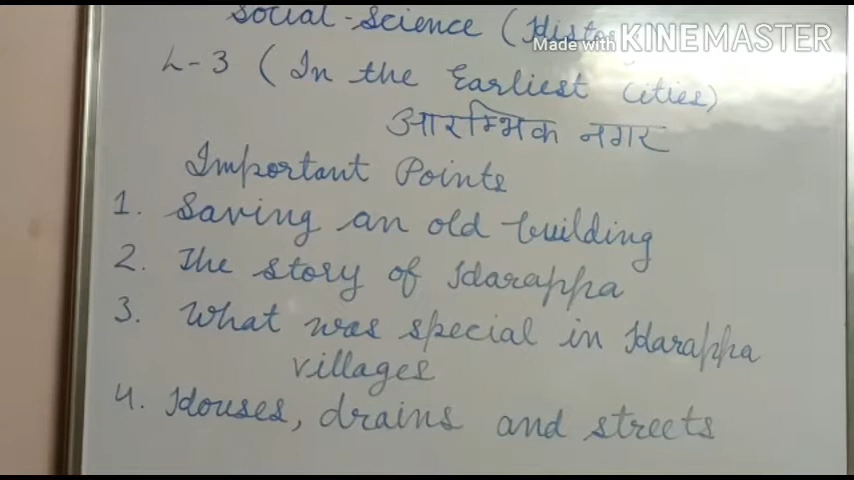 Social-Science (Histo
Made with KINEMASTER
L-3 (In the Earliest Cities)
आरम्भिक नगर
Important Points
1. Saving an old building
2. The story of Harappa
3. What was special in Harappa
villages
4. Houses, drains and streets